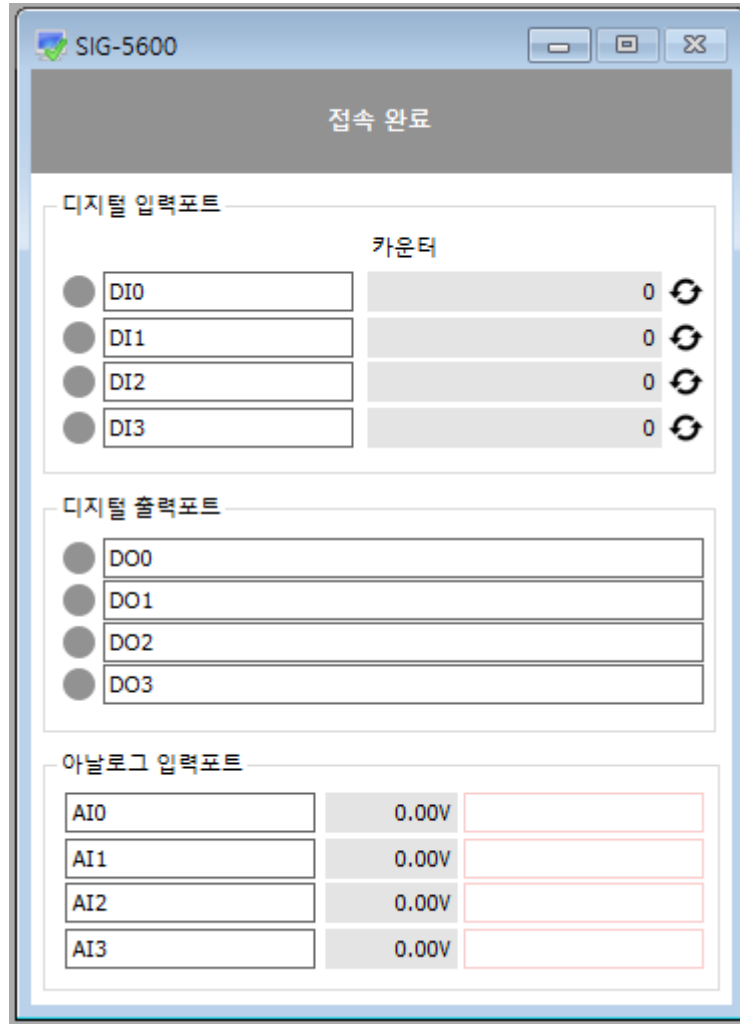 SIG-5600
접속 완료
디지털 입력포트
카운터
DI0 0
DI1 0
DI2 0
DI3 0
디지털 출력포트
DO0
DO1
DO2
DO3
아날로그 입력포트
AI0 0.00V
AI1 0.00V
AI2 0.00V
AI3 0.00V